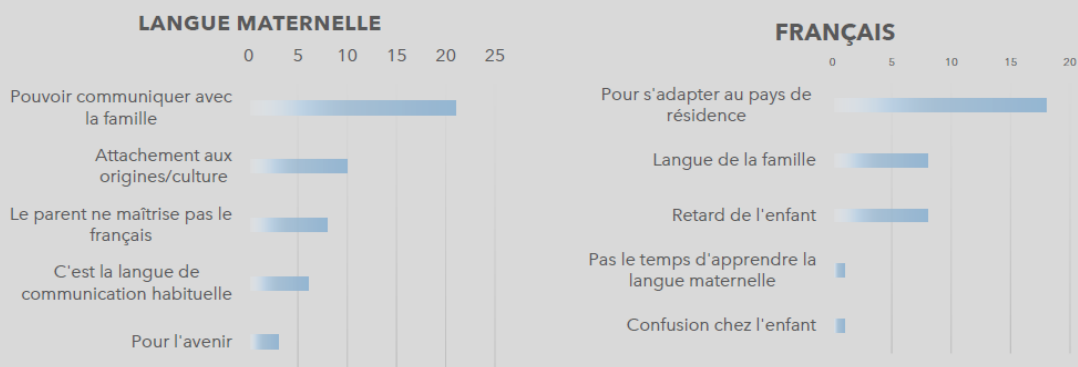 LANGUE MATERNELLE
0 5 10 15 20 25
Pouvoir communiquer avec
la famille
Attachement aux
origines/culture
Le parent ne maîtrise pas le
français
C'est la langue de
communication habituelle
Pour l'avenir
FRANÇAIS
0 5 10 15 20
Pour s'adapter au pays de
résidence
Langue de la famille
Retard de l'enfant
Pas le temps d'apprendre la
langue maternelle
Confusion chez l'enfant